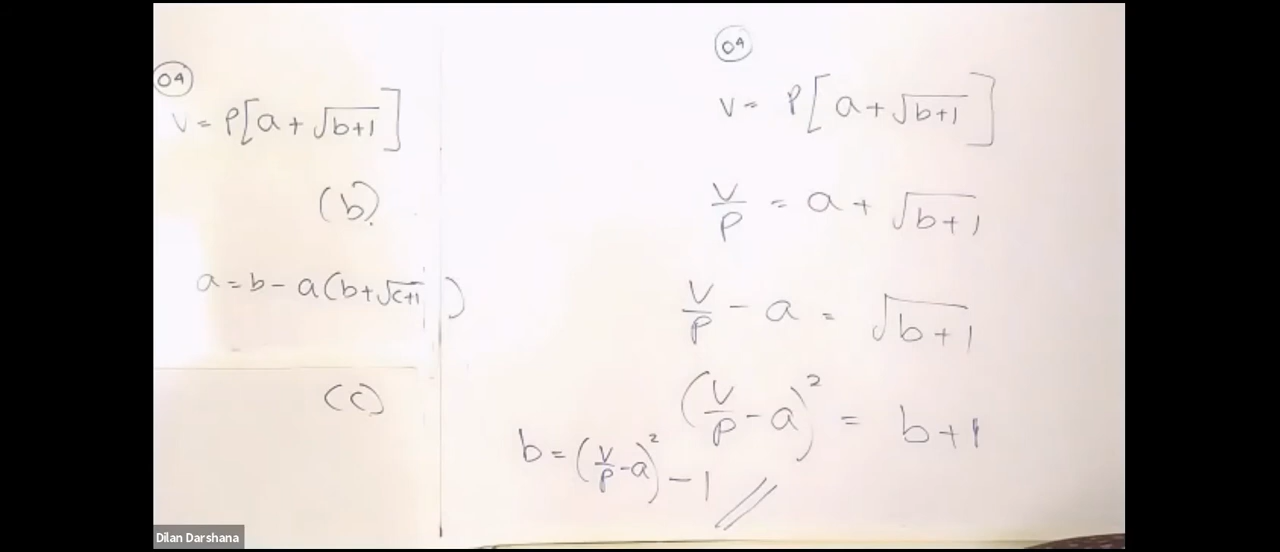 04
V = P[a + √b+1]
(b)
a = b - a(b+√c+1)
(c)
04
V = P[a + √b+1]
V/P = a + √b+1
V/P - a = √b+1
(V/P - a)² = b+1
b = (V/P - a)² - 1 //
Dilan Darshana